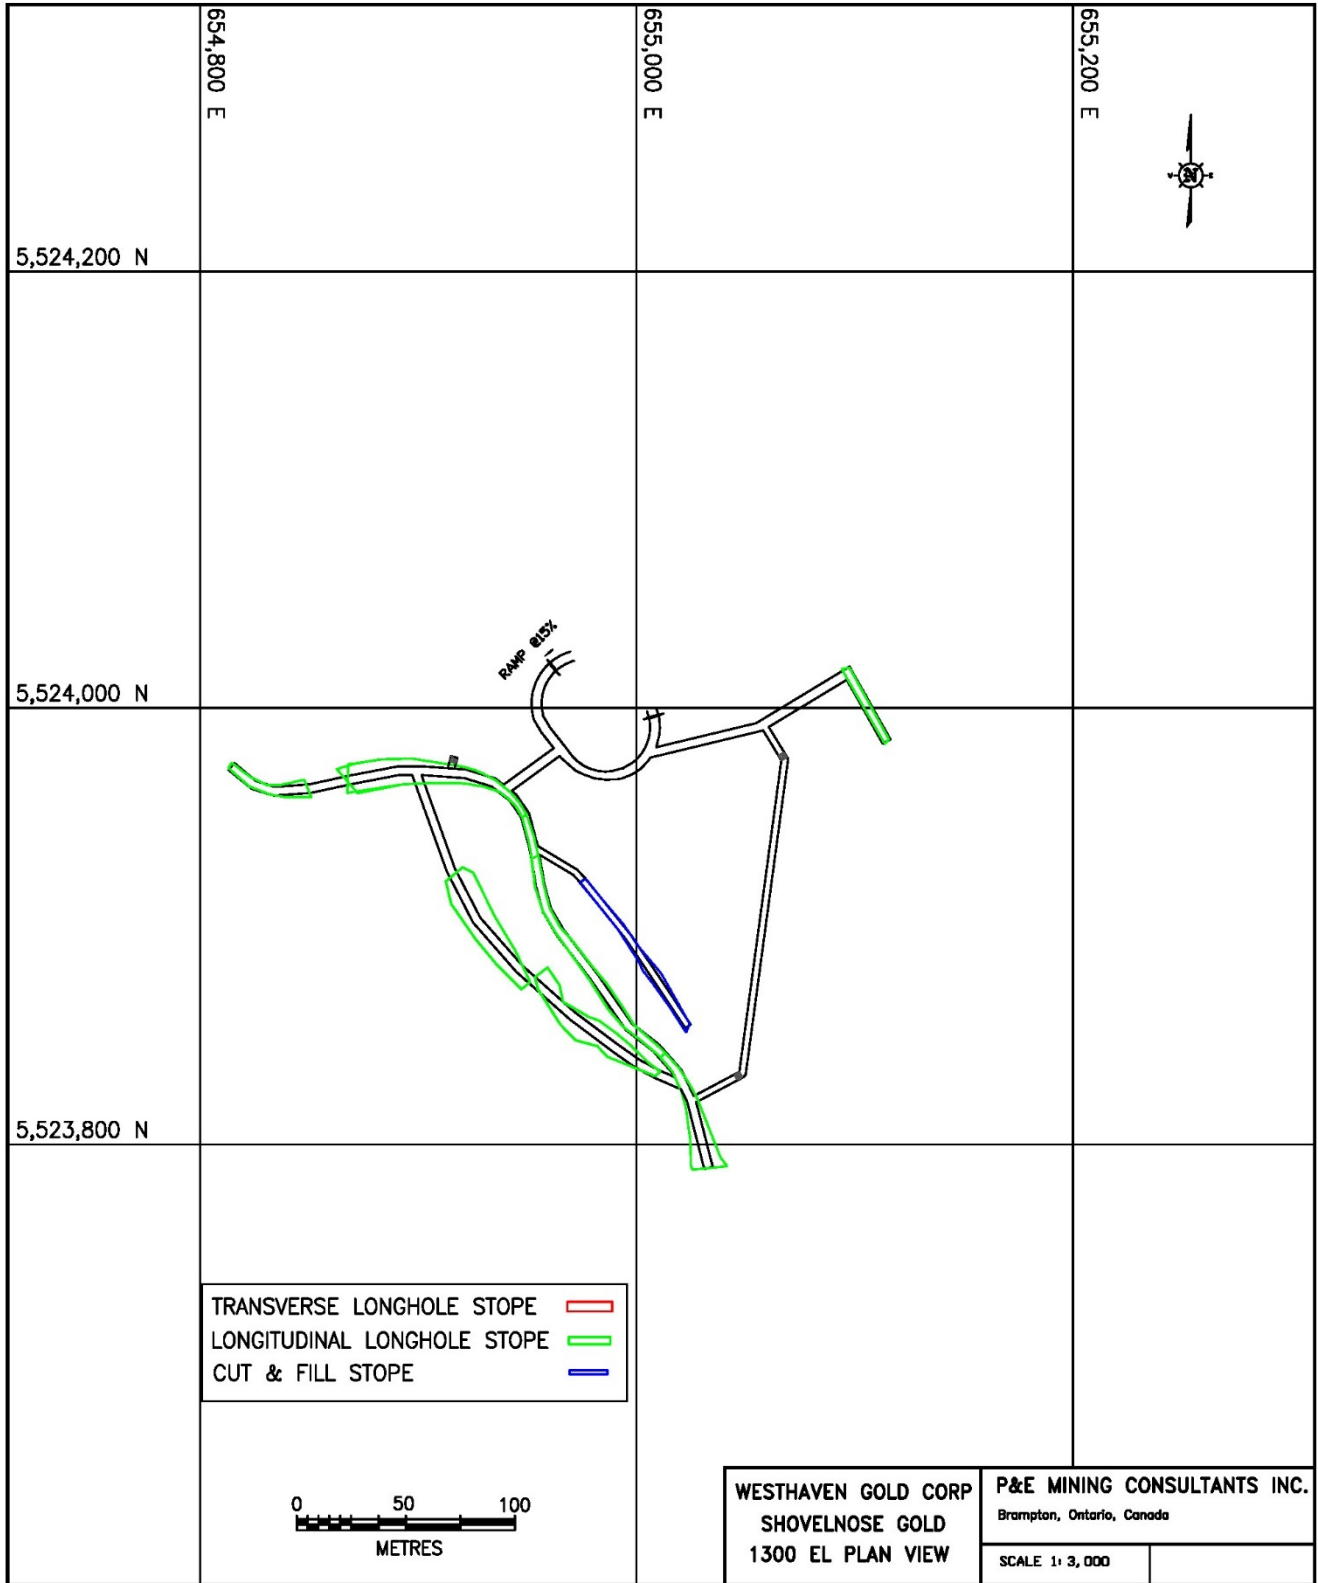 654,800 E
655,000 E
655,200 E
5,524,200 N
RAMP @15%
5,524,000 N
5,523,800 N
TRANSVERSE LONGHOLE STOPE
LONGITUDINAL LONGHOLE STOPE
CUT & FILL STOPE
0 50 100
METRES
WESTHAVEN GOLD CORP
SHOVELNOSE GOLD
1300 EL PLAN VIEW
P&E MINING CONSULTANTS INC.
Brampton, Ontario, Canada
SCALE 1: 3,000